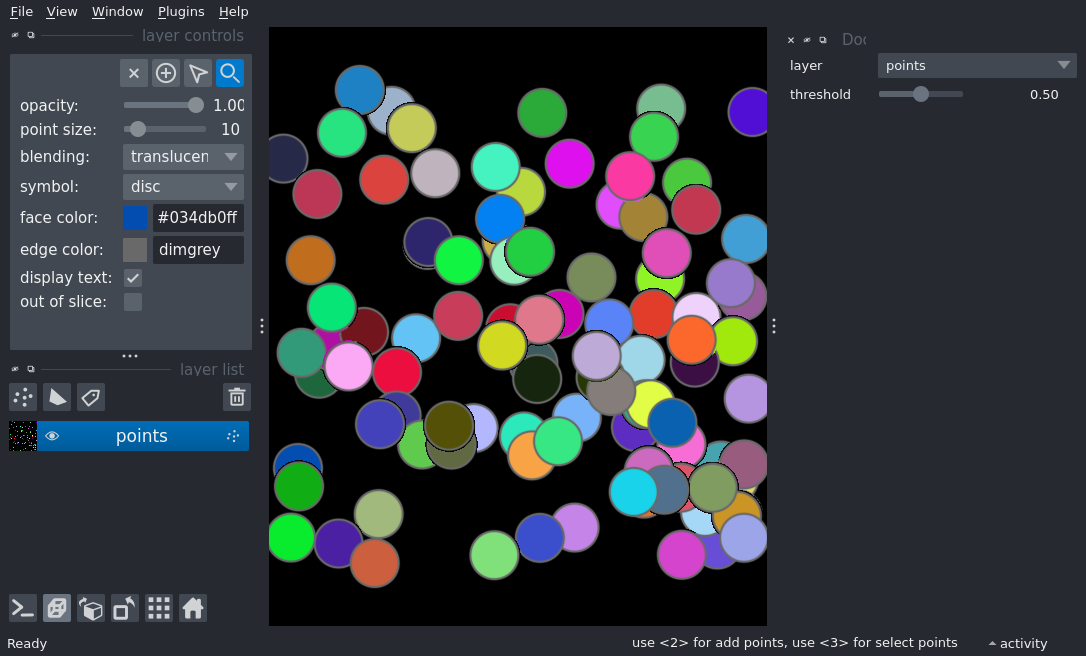 File View Window Plugins Help
layer controls
opacity: 1.00
point size: 10
blending: translucen
symbol: disc
face color: #034db0ff
edge color: dimgrey
display text:
out of slice:
layer list
points
Doc
layer points
threshold 0.50
Ready
use <2> for add points, use <3> for select points
activity